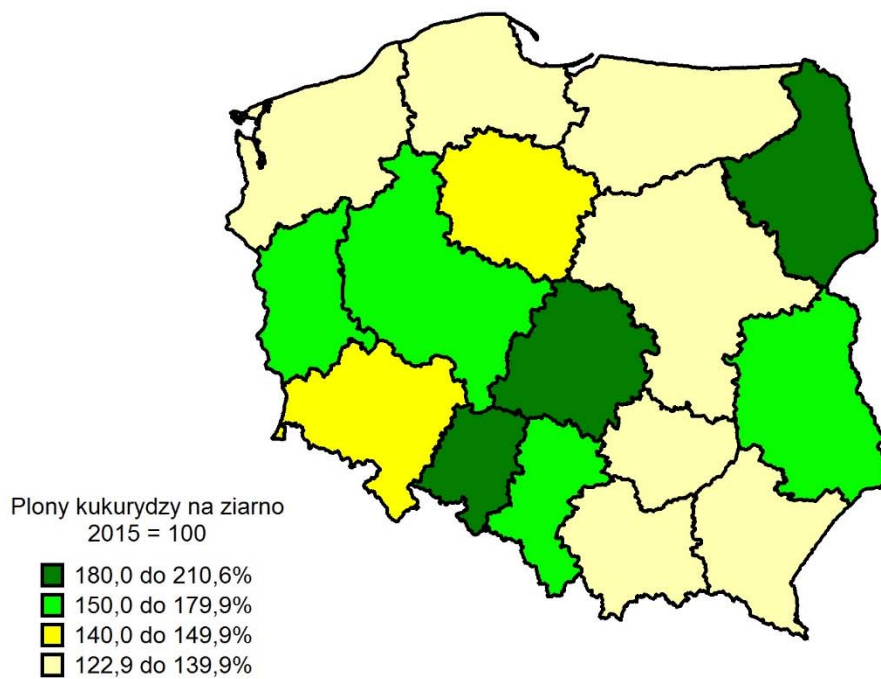 Plony kukurydzy na ziarno
2015 = 100
180,0 do 210,6%
150,0 do 179,9%
140,0 do 149,9%
122,9 do 139,9%